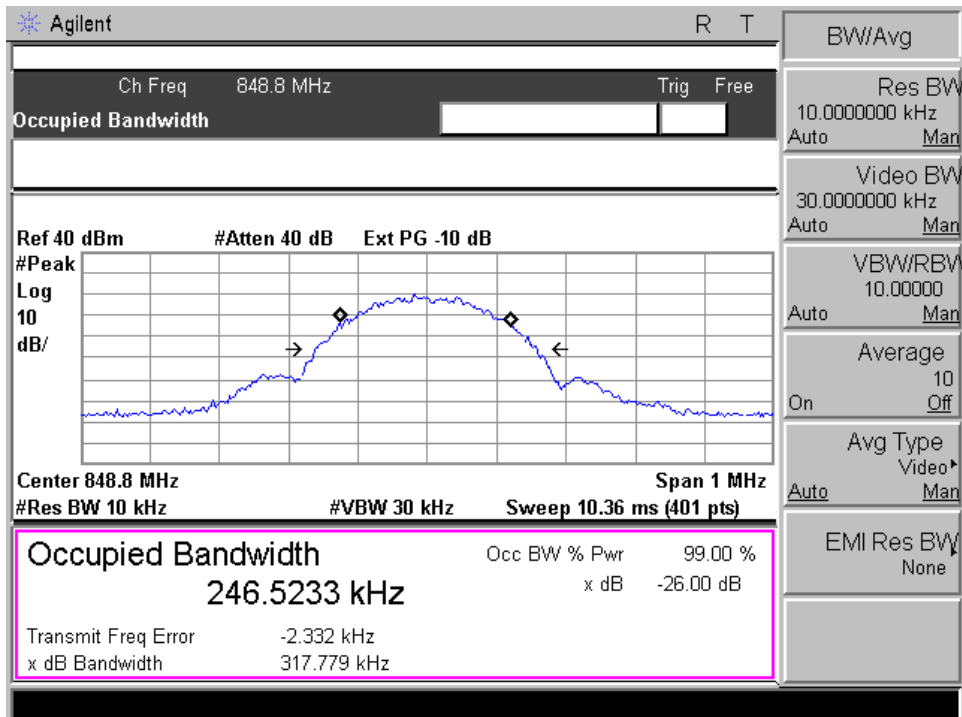 Agilent R T
Ch Freq 848.8 MHz Trig Free
Occupied Bandwidth
Ref 40 dBm #Atten 40 dB Ext PG -10 dB
#Peak
Log
10
dB/
Center 848.8 MHz Span 1 MHz
#Res BW 10 kHz #VBW 30 kHz Sweep 10.36 ms (401 pts)
Occupied Bandwidth
246.5233 kHz
Occ BW % Pwr 99.00 %
x dB -26.00 dB
Transmit Freq Error -2.332 kHz
x dB Bandwidth 317.779 kHz
BW/Avg
Res BW
10.0000000 kHz
Auto Man
Video BW
30.0000000 kHz
Auto Man
VBW/RBW
10.00000
Auto Man
Average
10
On Off
Avg Type
Video
Auto Man
EMI Res BW
None